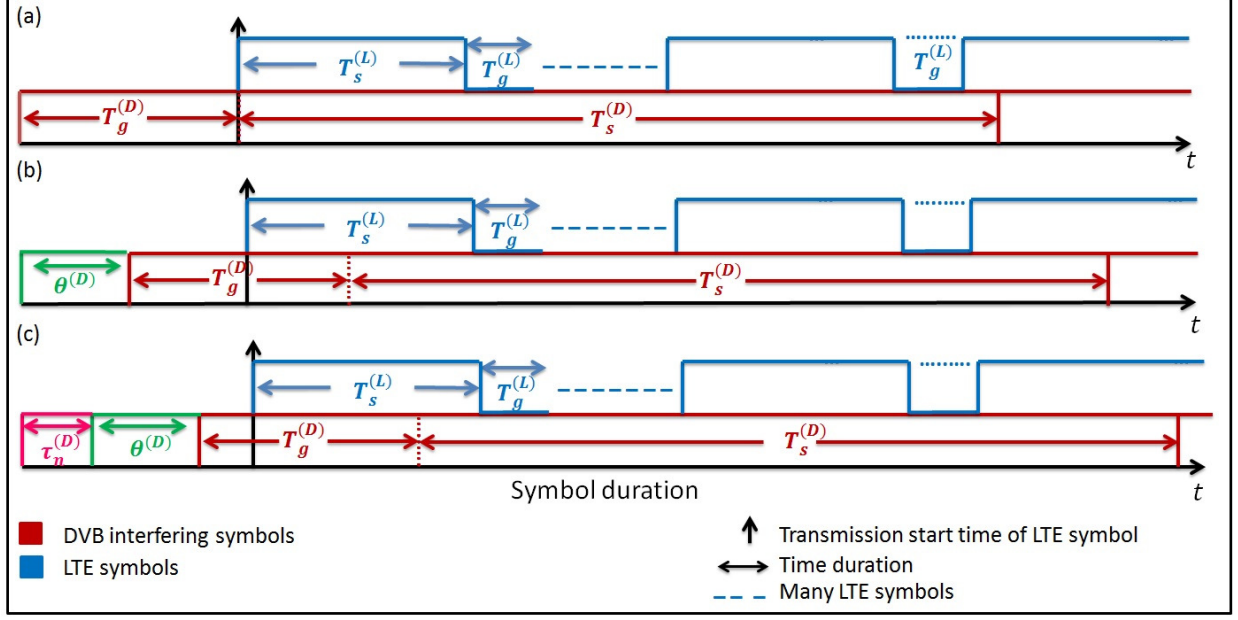 (a)
T_s^(L) T_g^(L) T_g^(L)
T_g^(D) T_s^(D)
t
(b)
T_s^(L) T_g^(L)
θ^(D) T_g^(D) T_s^(D)
t
(c)
T_s^(L) T_g^(L)
τ_n^(D) θ^(D) T_g^(D) T_s^(D)
Symbol duration t
DVB interfering symbols
LTE symbols
Transmission start time of LTE symbol
Time duration
Many LTE symbols